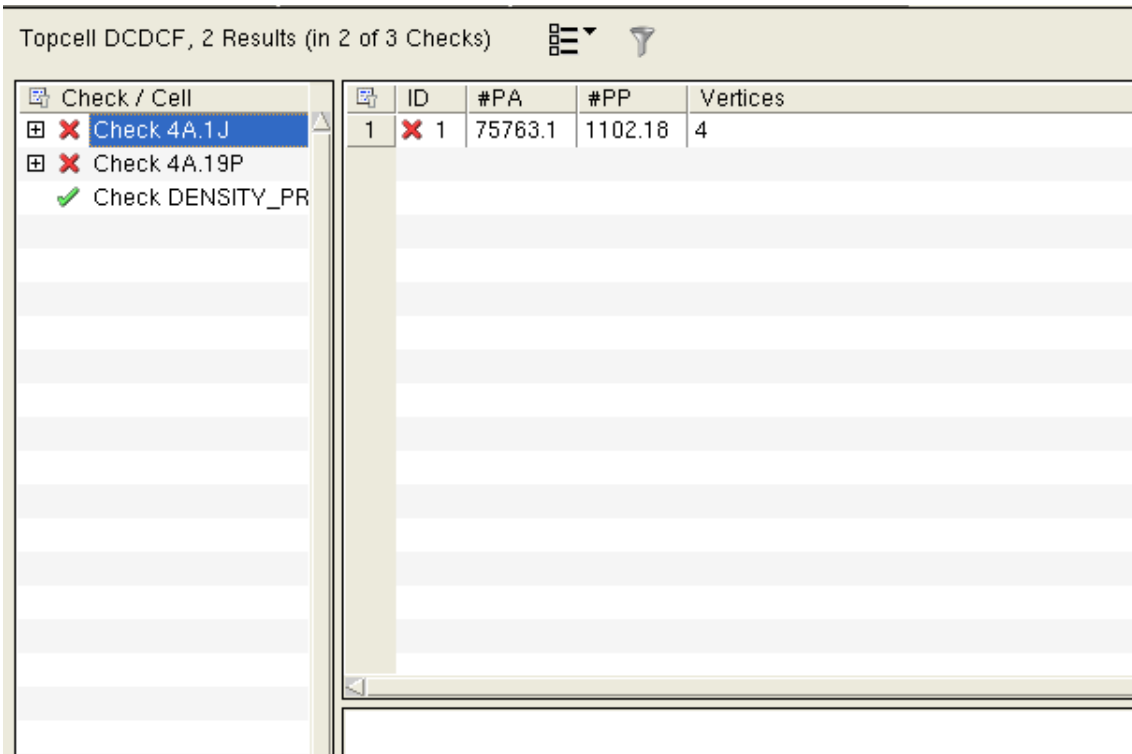 Topcell DCDCF, 2 Results (in 2 of 3 Checks)
Check / Cell
Check 4A.1J
Check 4A.19P
Check DENSITY_PR
ID #PA #PP Vertices
1 1 75763.1 1102.18 4